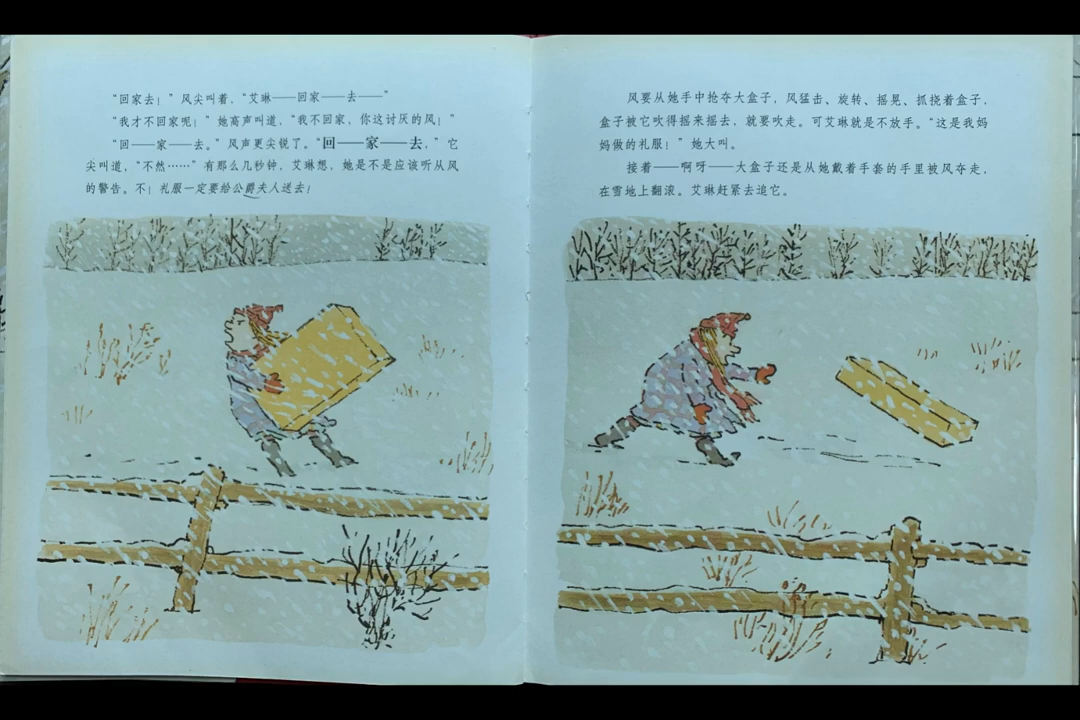 “回家去！”风尖叫着，“艾琳——回家——去——”
“我才不回家呢！”她高声叫道，“我不回家，你这讨厌的风！”
“回——家——去。”风声更尖锐了。“回——家——去，”它
尖叫道，“不然……”有那么几秒钟，艾琳想，她是不是应该听从风
的警告。不！礼服一定要给公爵夫人送去！
风要从她手中抢夺大盒子，风猛击、旋转、摇晃、抓挠着盒子，
盒子被它吹得摇来摇去，就要吹走。可艾琳就是不放手。“这是我妈
妈做的礼服！”她大叫。
接着——啊呀——大盒子还是从她戴着手套的手里被风夺走，
在雪地上翻滚。艾琳赶紧去追它。